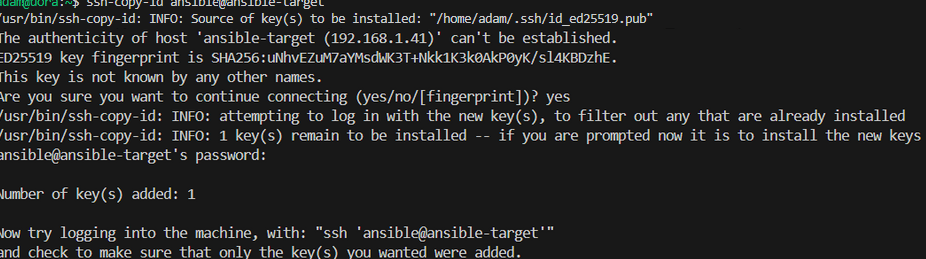 adam@dora:~$ ssh-copy-id ansible@ansible-target
/usr/bin/ssh-copy-id: INFO: Source of key(s) to be installed: "/home/adam/.ssh/id_ed25519.pub"
The authenticity of host 'ansible-target (192.168.1.41)' can't be established.
ED25519 key fingerprint is SHA256:uNhvEZuM7aYMsdWK3T+Nkk1K3k0AkP0yK/sl4KBDzhE.
This key is not known by any other names.
Are you sure you want to continue connecting (yes/no/[fingerprint])? yes
/usr/bin/ssh-copy-id: INFO: attempting to log in with the new key(s), to filter out any that are already installed
/usr/bin/ssh-copy-id: INFO: 1 key(s) remain to be installed -- if you are prompted now it is to install the new keys
ansible@ansible-target's password:
Number of key(s) added: 1
Now try logging into the machine, with: "ssh 'ansible@ansible-target'"
and check to make sure that only the key(s) you wanted were added.